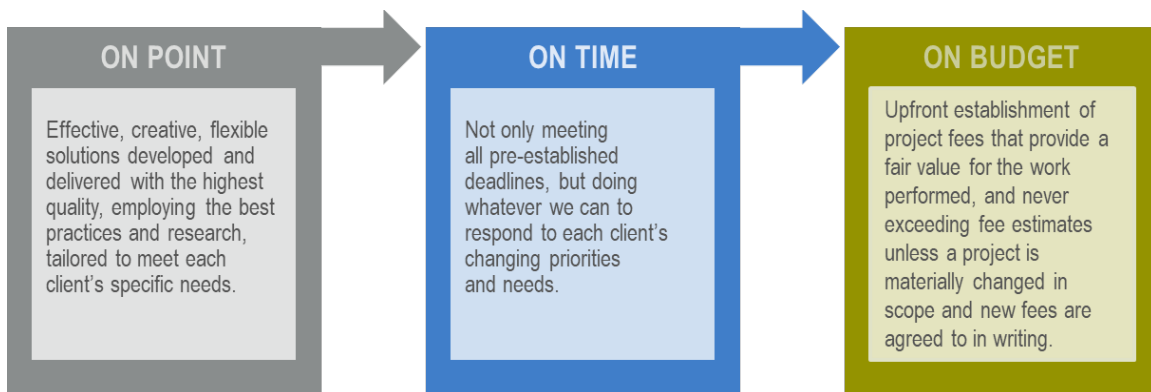 ON POINT
Effective, creative, flexible
solutions developed and
delivered with the highest
quality, employing the best
practices and research,
tailored to meet each
client's specific needs.
ON TIME
Not only meeting
all pre-established
deadlines, but doing
whatever we can to
respond to each client's
changing priorities
and needs.
ON BUDGET
Upfront establishment of
project fees that provide a
fair value for the work
performed, and never
exceeding fee estimates
unless a project is
materially changed in
scope and new fees are
agreed to in writing.